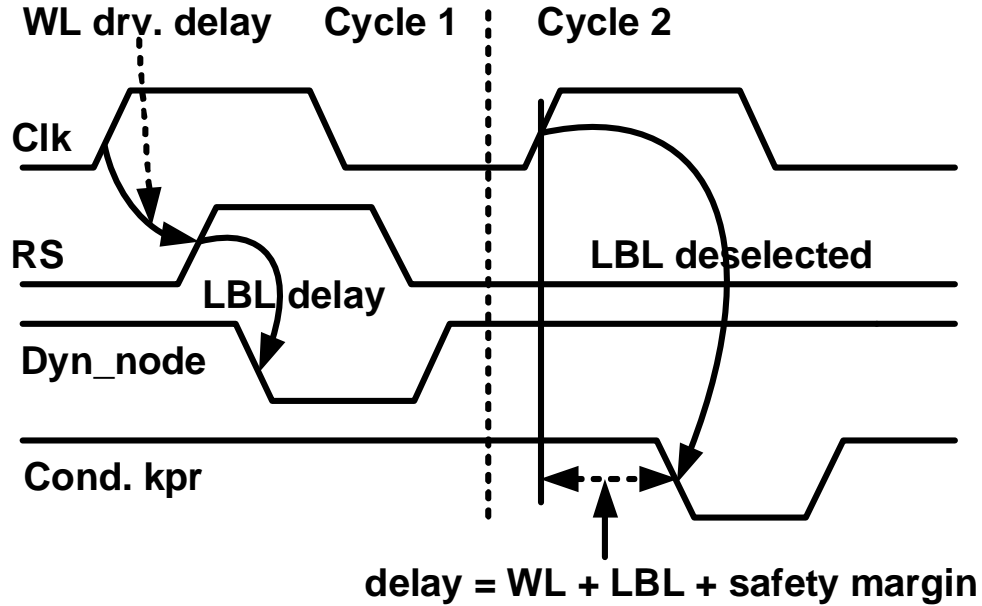 WL drv. delay
Cycle 1
Cycle 2
Clk
RS
LBL deselected
LBL delay
Dyn_node
Cond. kpr
delay = WL + LBL + safety margin